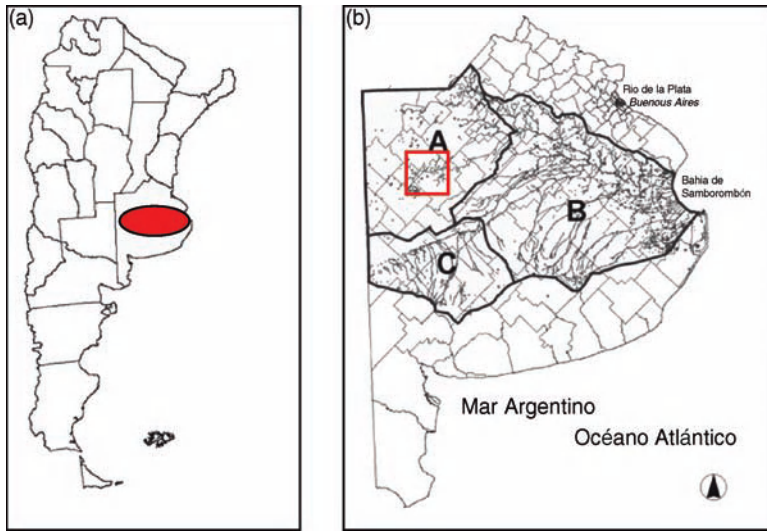 (a)
(b)
Rio de la Plata
Buenous Aires
A
Bahia de
Samborombón
B
C
Mar Argentino
Océano Atlántico